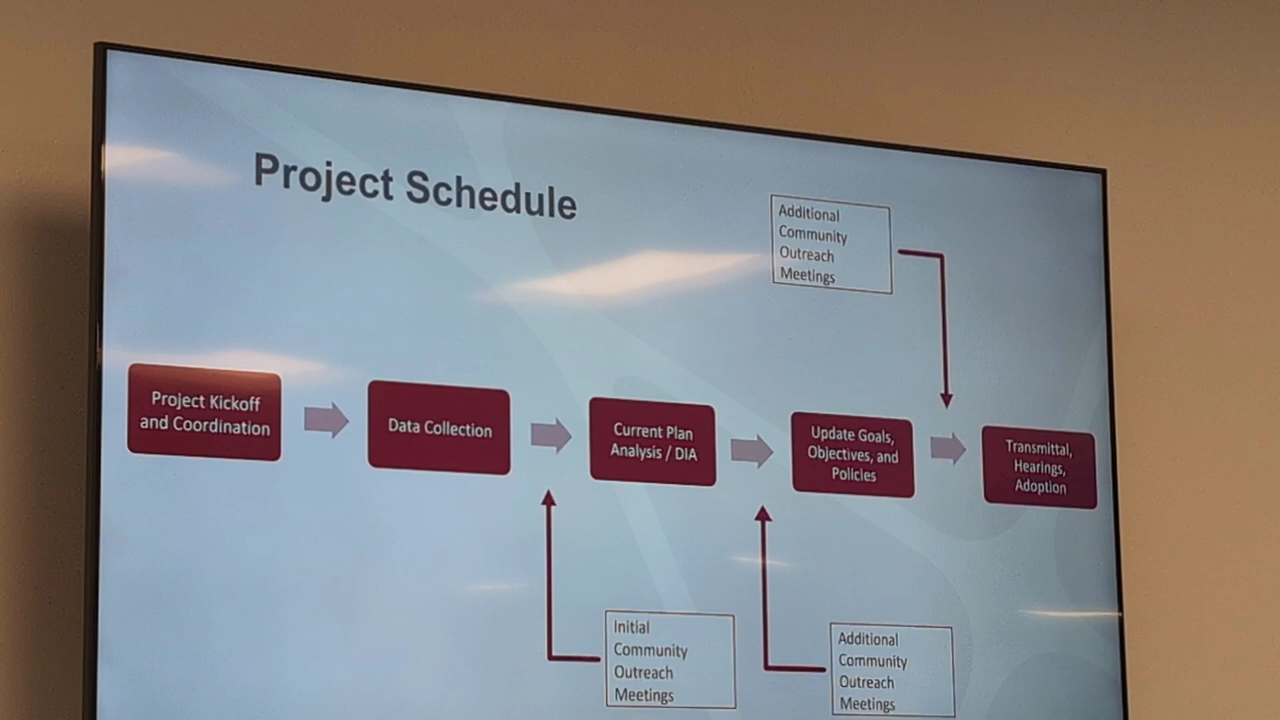 Project Schedule
Additional
Community
Outreach
Meetings
Project Kickoff
and Coordination
Data Collection
Current Plan
Analysis / DIA
Update Goals,
Objectives, and
Policies
Transmittal,
Hearings,
Adoption
Initial
Community
Outreach
Meetings
Additional
Community
Outreach
Meetings